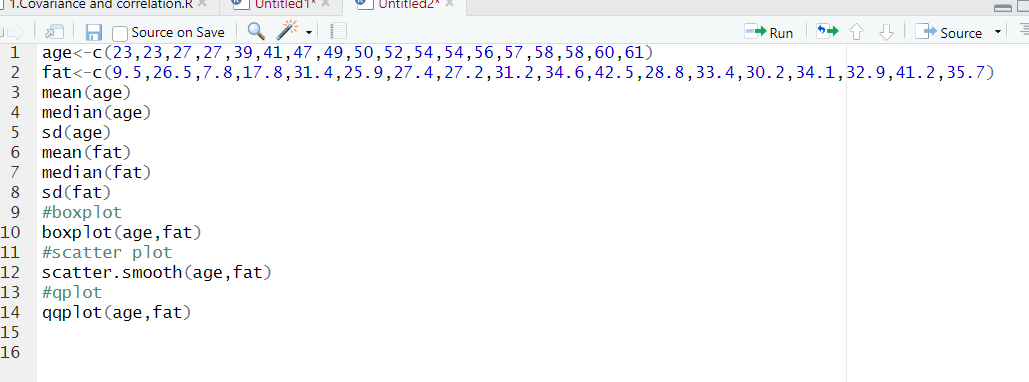 1.Covariance and correlation.R
Untitled1*
Untitled2*
Source on Save
Run
Source
1 age<-c(23,23,27,27,39,41,47,49,50,52,54,54,56,57,58,58,60,61)
2 fat<-c(9.5,26.5,7.8,17.8,31.4,25.9,27.4,27.2,31.2,34.6,42.5,28.8,33.4,30.2,34.1,32.9,41.2,35.7)
3 mean(age)
4 median(age)
5 sd(age)
6 mean(fat)
7 median(fat)
8 sd(fat)
9 #boxplot
10 boxplot(age,fat)
11 #scatter plot
12 scatter.smooth(age,fat)
13 #qplot
14 qqplot(age,fat)
15
16